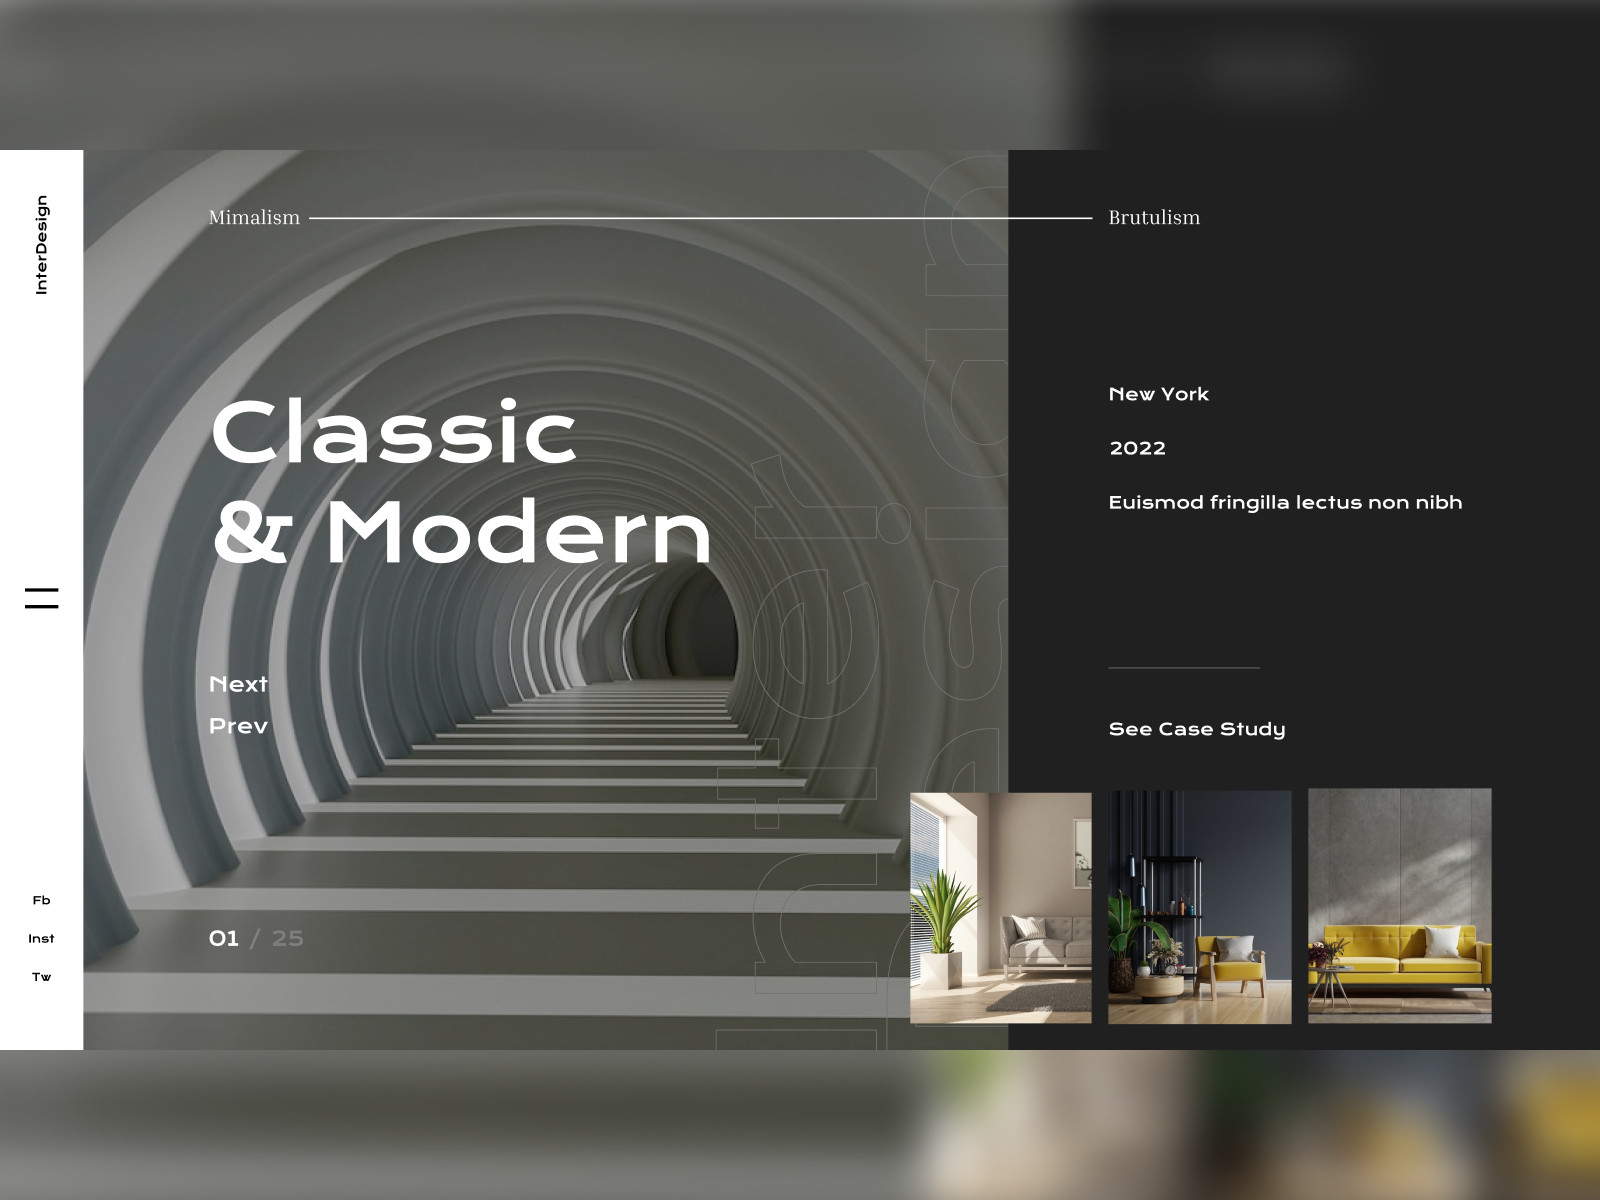 InterDesign
Mimalism
Brutulism
Classic
& Modern
New York
2022
Euismod fringilla lectus non nibh
Next
Prev
See Case Study
Fb
Inst
Tw
01 / 25
Interior